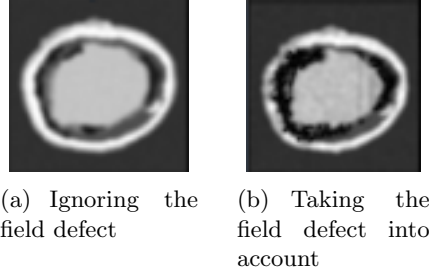 (a) Ignoring the
field defect
(b) Taking the
field defect into
account